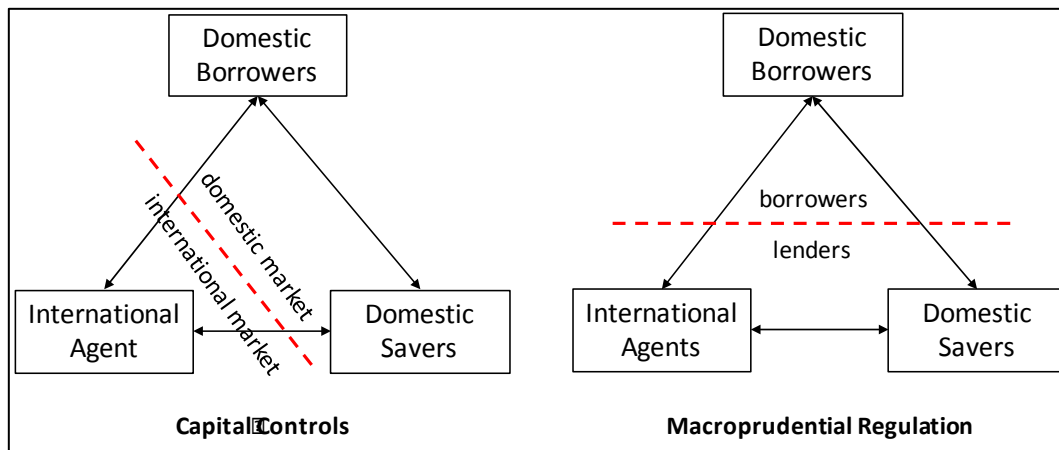 Domestic
Borrowers
domestic market
international market
International
Agent
Domestic
Savers
Capital Controls
Domestic
Borrowers
borrowers
lenders
International
Agents
Domestic
Savers
Macroprudential Regulation